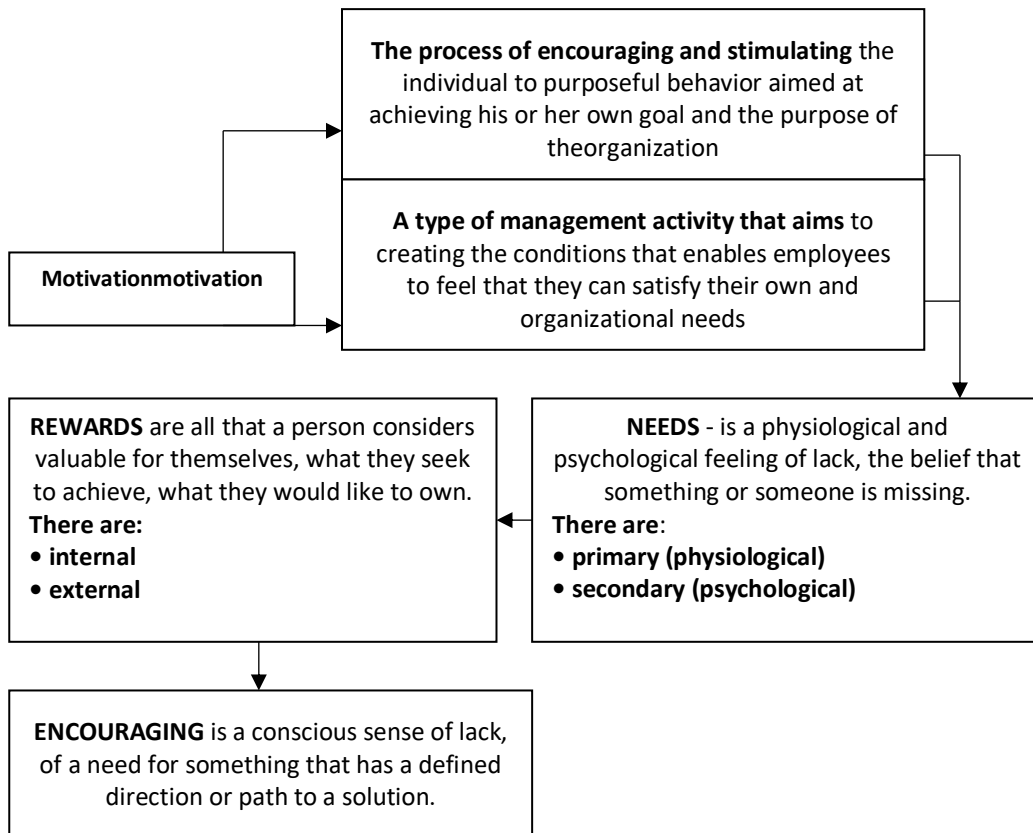 The process of encouraging and stimulating the
individual to purposeful behavior aimed at
achieving his or her own goal and the purpose of
theorganization
A type of management activity that aims to
creating the conditions that enables employees
to feel that they can satisfy their own and
organizational needs
Motivationmotivation
REWARDS are all that a person considers
valuable for themselves, what they seek
to achieve, what they would like to own.
There are:
• internal
• external
NEEDS - is a physiological and
psychological feeling of lack, the belief that
something or someone is missing.
There are:
• primary (physiological)
• secondary (psychological)
ENCOURAGING is a conscious sense of lack,
of a need for something that has a defined
direction or path to a solution.